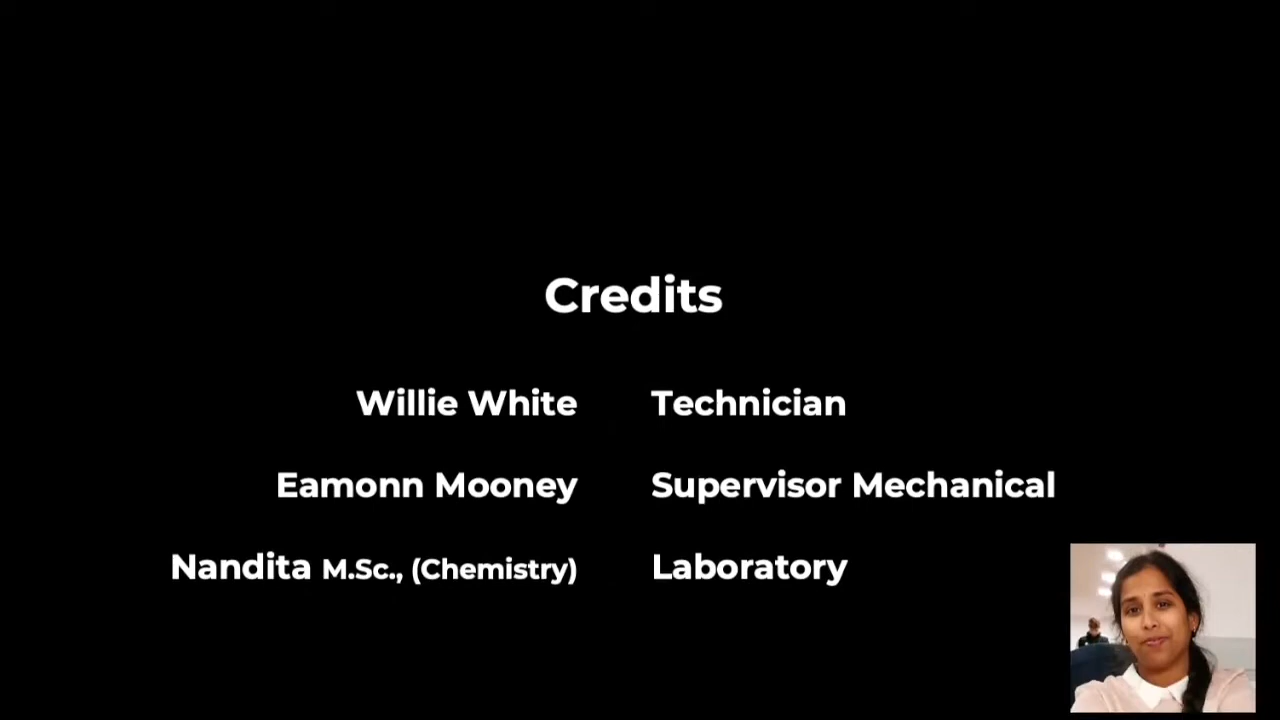 Credits
Willie White Technician
Eamonn Mooney Supervisor Mechanical
Nandita M.Sc., (Chemistry) Laboratory